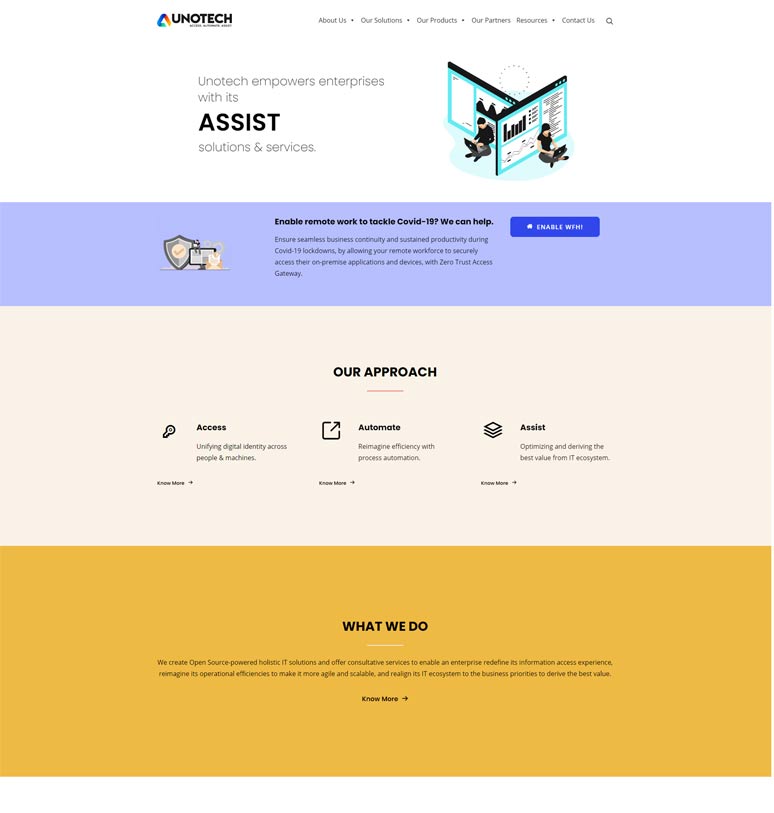 UNOTECH
ACCESS. AUTOMATE. ASSIST
About Us
Our Solutions
Our Products
Our Partners
Resources
Contact Us
Unotech empowers enterprises
with its
ASSIST
solutions & services.
Enable remote work to tackle Covid-19? We can help.
Ensure seamless business continuity and sustained productivity during
Covid-19 lockdowns, by allowing your remote workforce to securely
access their on-premise applications and devices, with Zero Trust Access
Gateway.
ENABLE WFH!
OUR APPROACH
Access
Unifying digital identity across
people & machines.
Know More →
Automate
Reimagine efficiency with
process automation.
Know More →
Assist
Optimizing and deriving the
best value from IT ecosystem.
Know More →
WHAT WE DO
We create Open Source-powered holistic IT solutions and offer consultative services to enable an enterprise redefine its information access experience,
reimagine its operational efficiencies to make it more agile and scalable, and realign its IT ecosystem to the business priorities to derive the best value.
Know More →